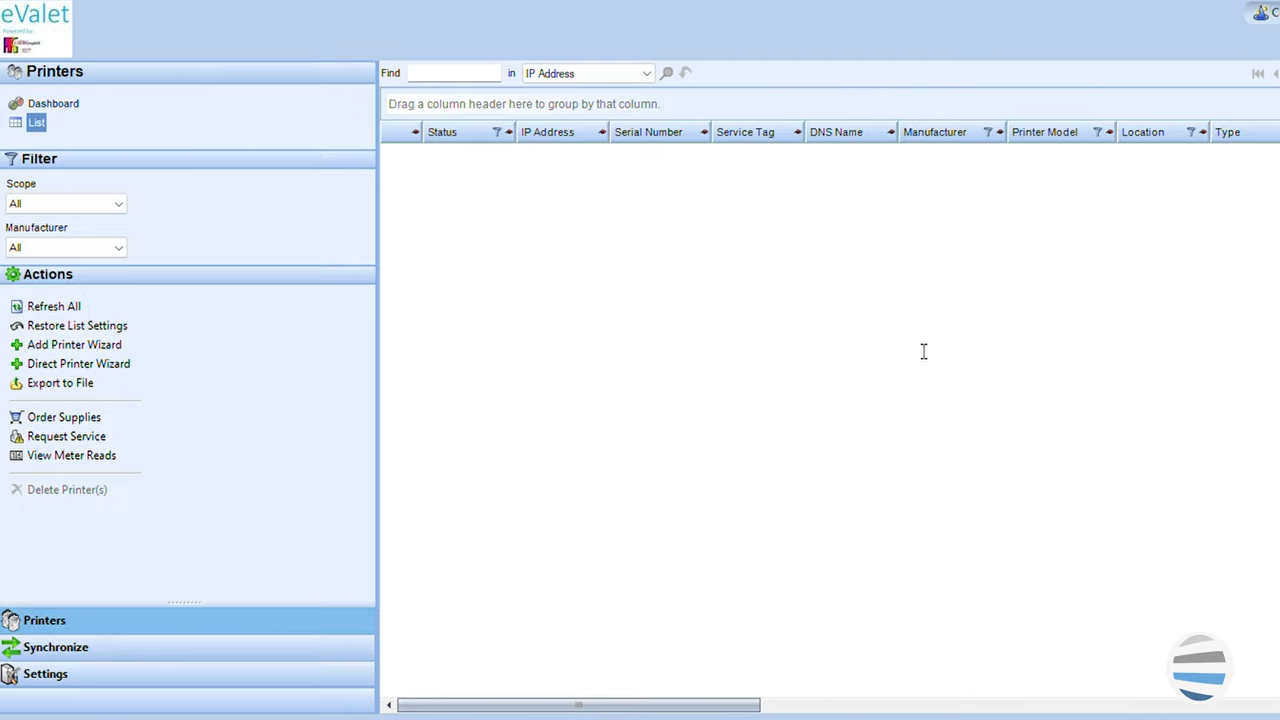 eValet
Powered by:
Printers
Dashboard
List
Filter
Scope
All
Manufacturer
All
Actions
Refresh All
Restore List Settings
Add Printer Wizard
Direct Printer Wizard
Export to File
Order Supplies
Request Service
View Meter Reads
Delete Printer(s)
Printers
Synchronize
Settings
C
Find in IP Address
Drag a column header here to group by that column.
Status IP Address Serial Number Service Tag DNS Name Manufacturer Printer Model Location Type